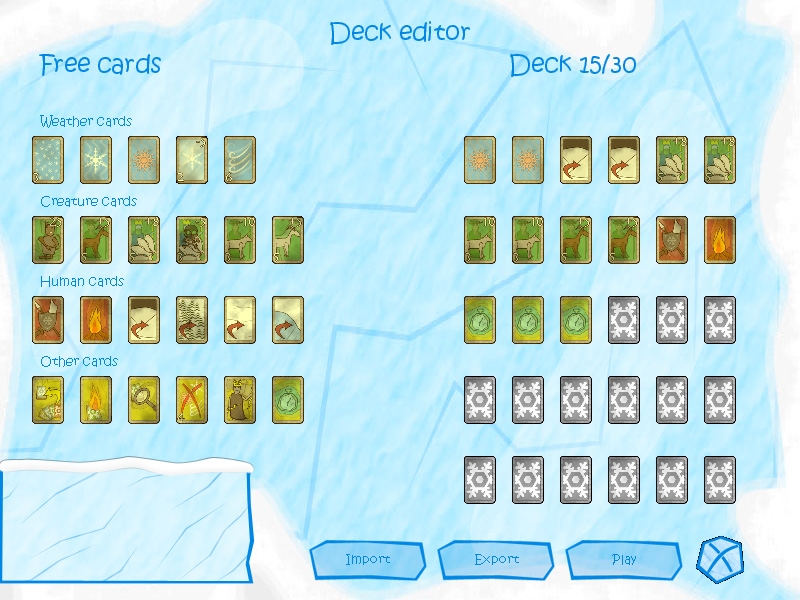 Deck editor
Free cards
Deck 15/30
Weather cards
Creature cards
Human cards
Other cards
Import
Export
Play